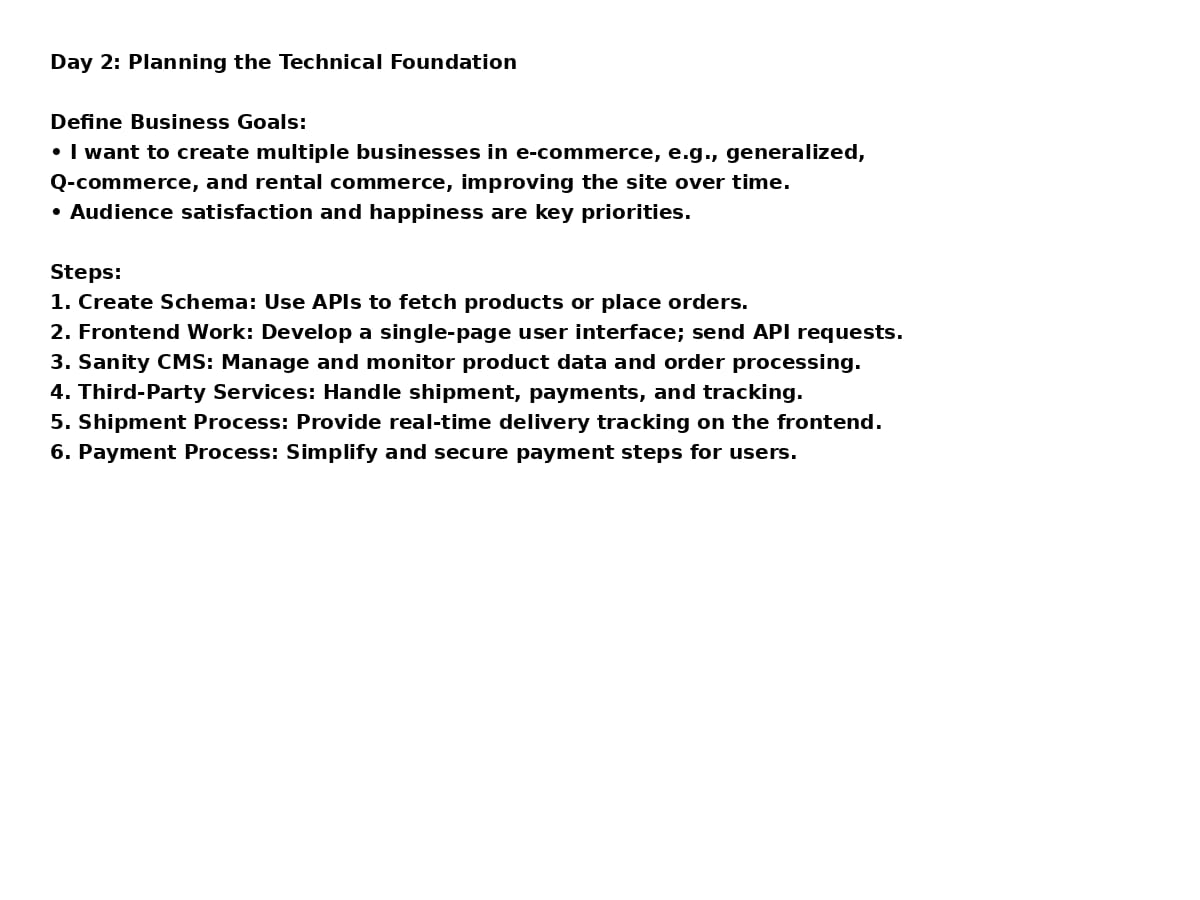 Day 2: Planning the Technical Foundation
Define Business Goals:
• I want to create multiple businesses in e-commerce, e.g., generalized,
Q-commerce, and rental commerce, improving the site over time.
• Audience satisfaction and happiness are key priorities.
Steps:
1. Create Schema: Use APIs to fetch products or place orders.
2. Frontend Work: Develop a single-page user interface; send API requests.
3. Sanity CMS: Manage and monitor product data and order processing.
4. Third-Party Services: Handle shipment, payments, and tracking.
5. Shipment Process: Provide real-time delivery tracking on the frontend.
6. Payment Process: Simplify and secure payment steps for users.